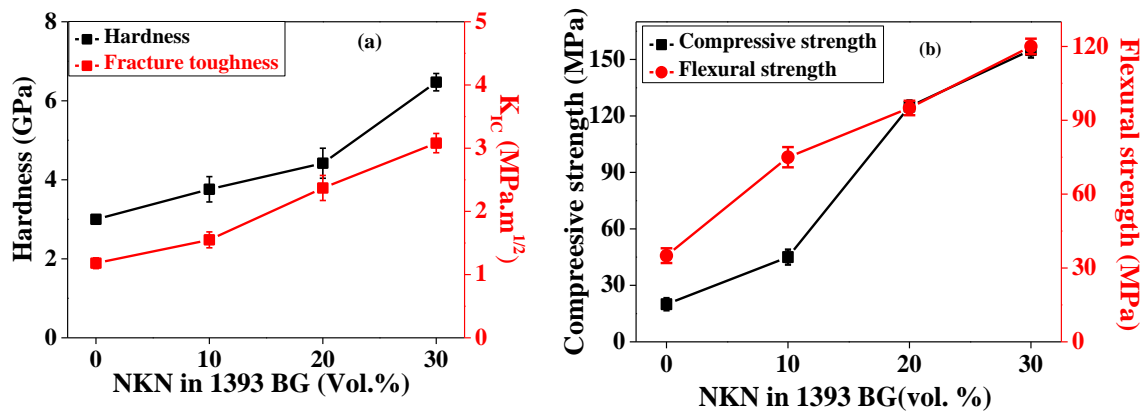 Hardness (GPa)
8
6
4
2
0
Hardness
Fracture toughness
(a)
5
4
3
2
1
0
K_IC (MPa.m^1/2)
0 10 20 30
NKN in 1393 BG (Vol.%)
Compreesive strength (MPa)
150
120
90
60
30
0
Compressive strength
Flexural strength
(b)
120
90
60
30
0
Flexural strength (MPa)
0 10 20 30
NKN in 1393 BG(vol. %)